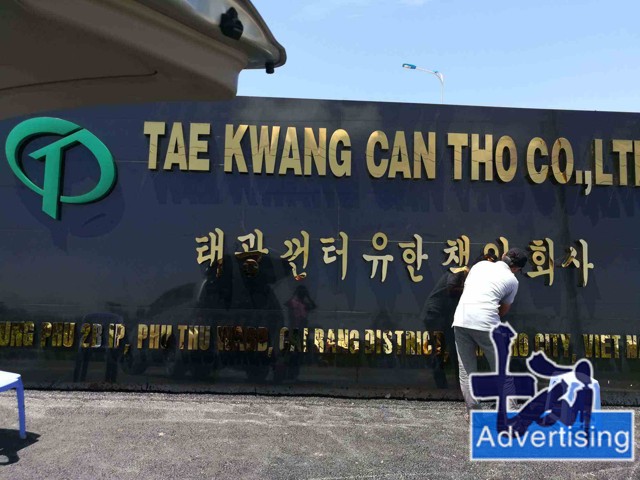 TAE KWANG CAN THO CO.,LT
태광껀터유한책임회사
UNG PHU 2B IP., PHU THU WARD, CAI RANG DISTRICT, CITY, VIET N
Advertising